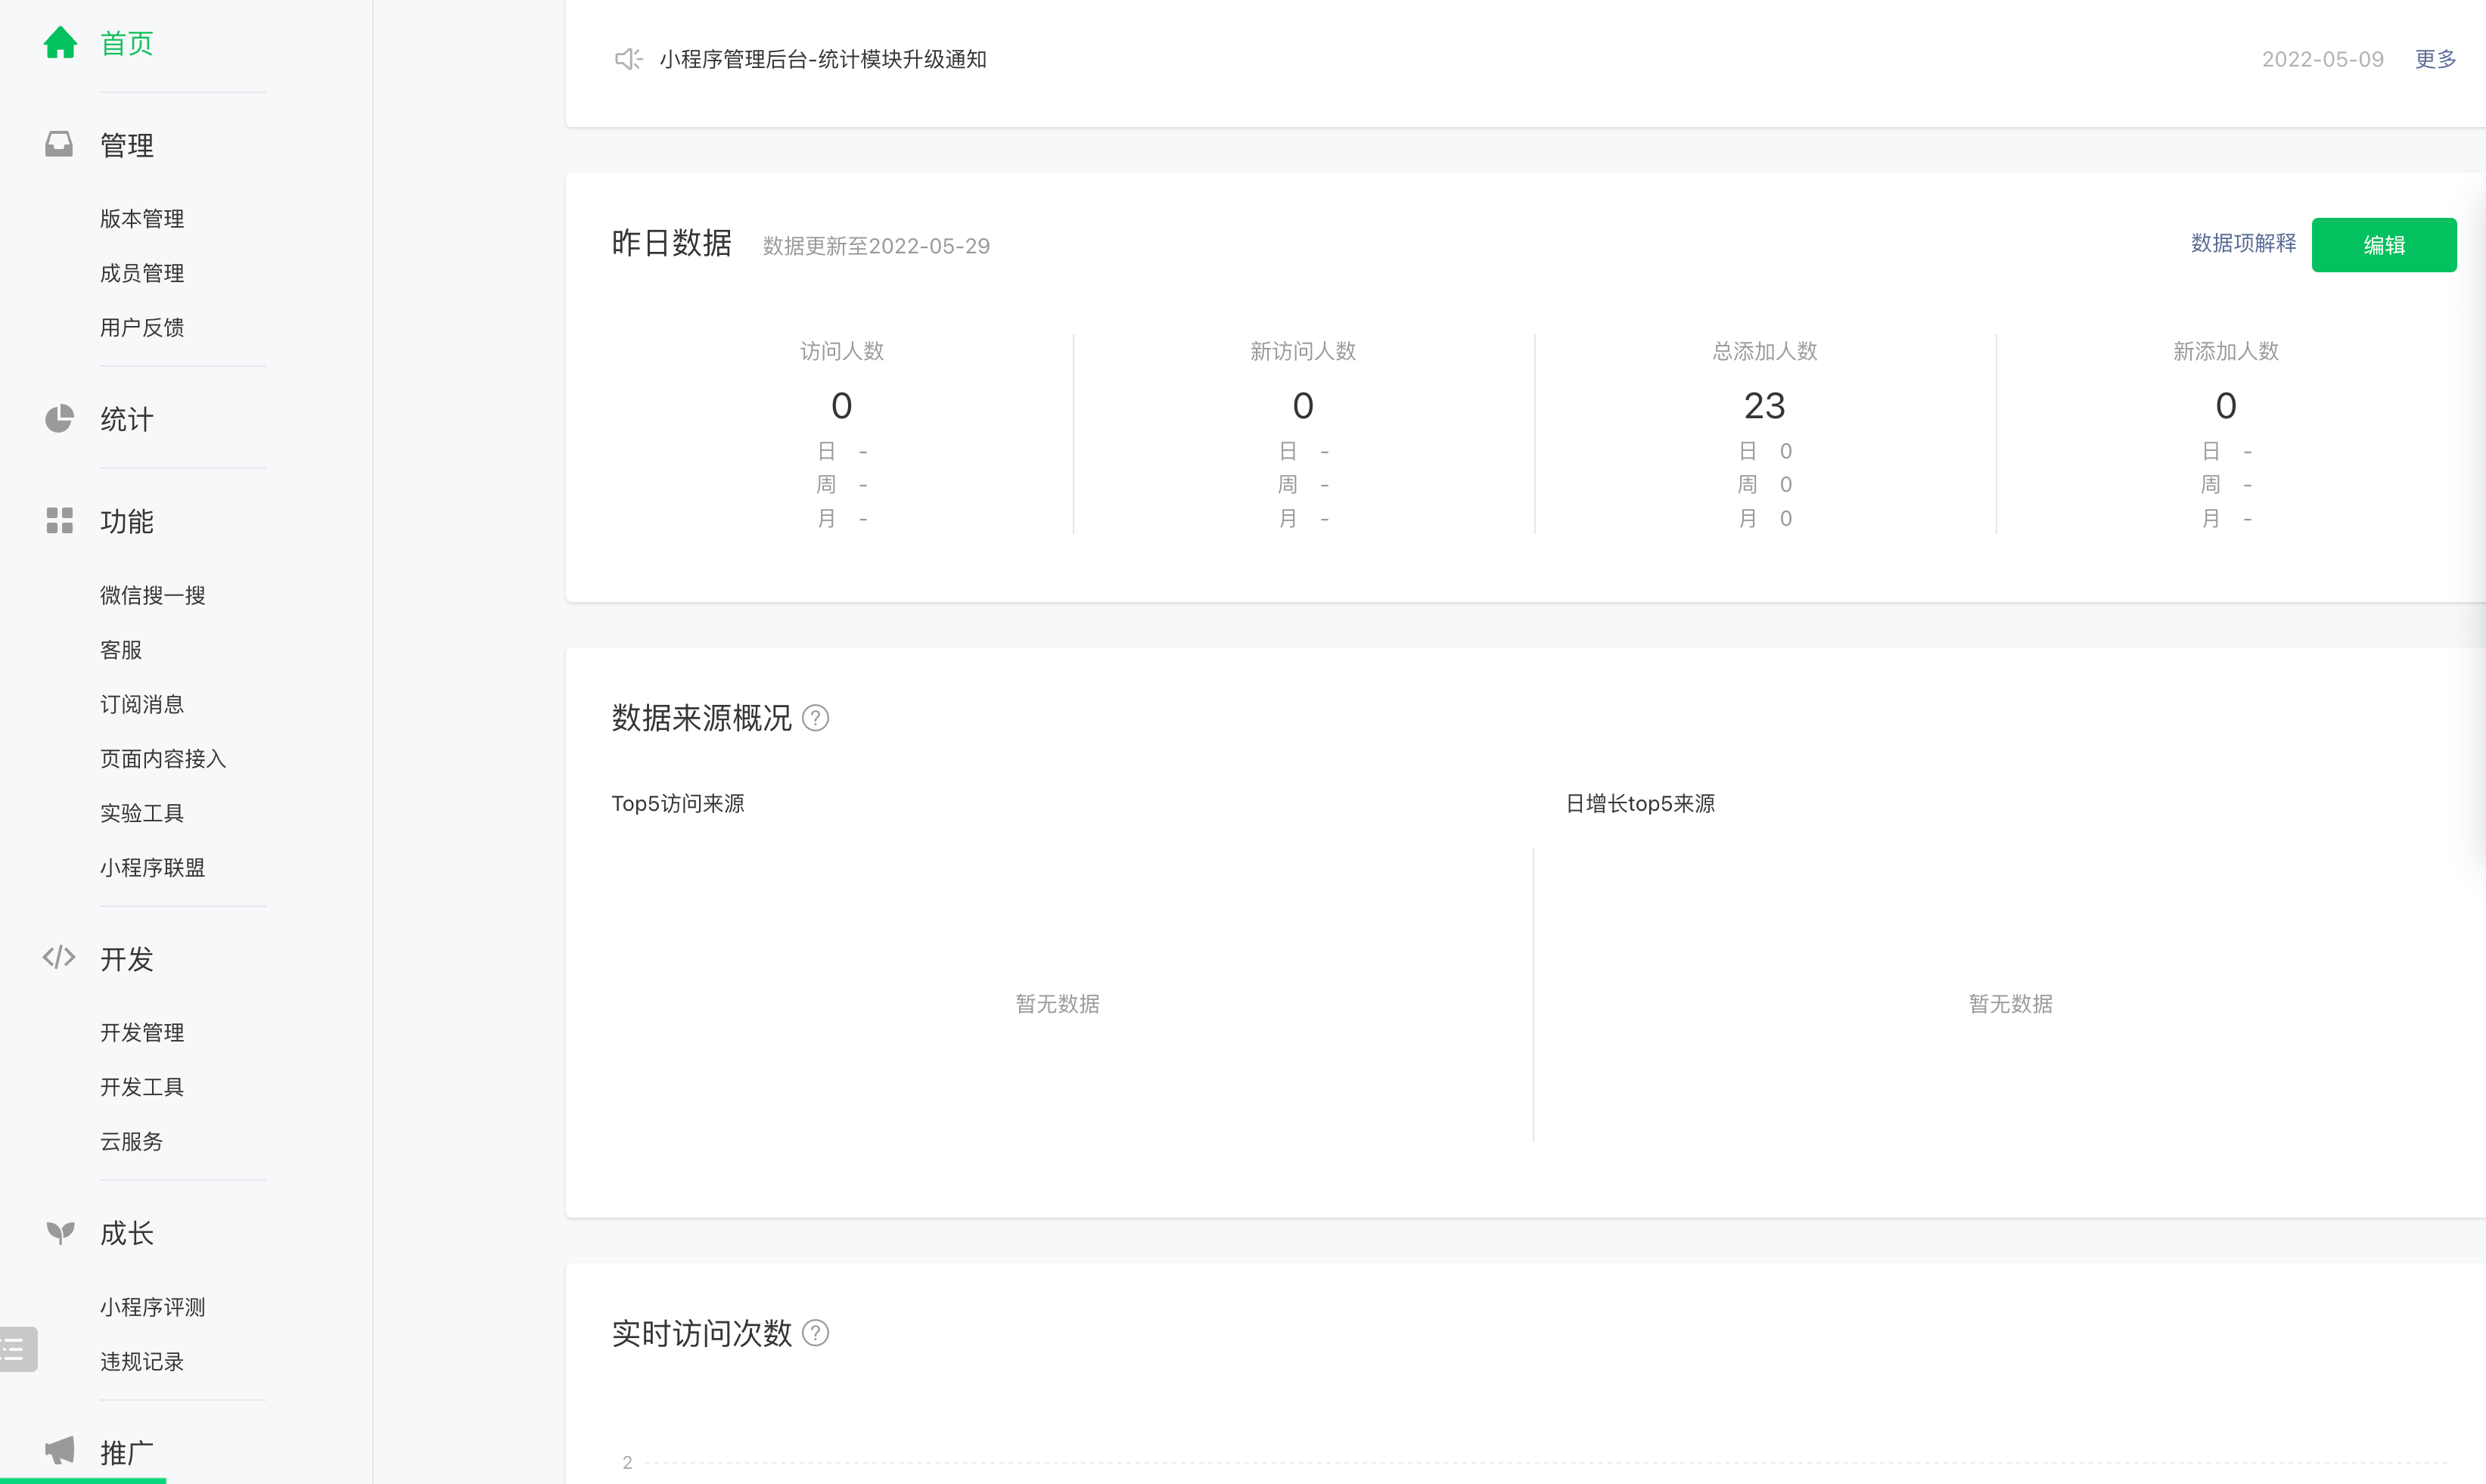 首页
管理
版本管理
成员管理
用户反馈
统计
功能
微信搜一搜
客服
订阅消息
页面内容接入
实验工具
小程序联盟
开发
开发管理
开发工具
云服务
成长
小程序评测
违规记录
推广
小程序管理后台-统计模块升级通知 2022-05-09 更多
昨日数据 数据更新至2022-05-29 数据项解释 编辑
访问人数 新访问人数 总添加人数 新添加人数
0 0 23 0
日 - 日 - 日 0 日 -
周 - 周 - 周 0 周 -
月 - 月 - 月 0 月 -
数据来源概况 ?
Top5访问来源 日增长top5来源
暂无数据 暂无数据
实时访问次数 ?
2